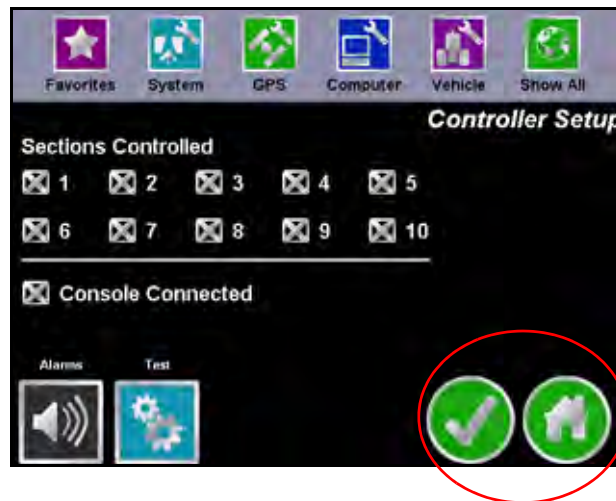 Favorites System GPS Computer Vehicle Show All
Controller Setup
Sections Controlled
1 2 3 4 5
6 7 8 9 10
Console Connected
Alarms Test